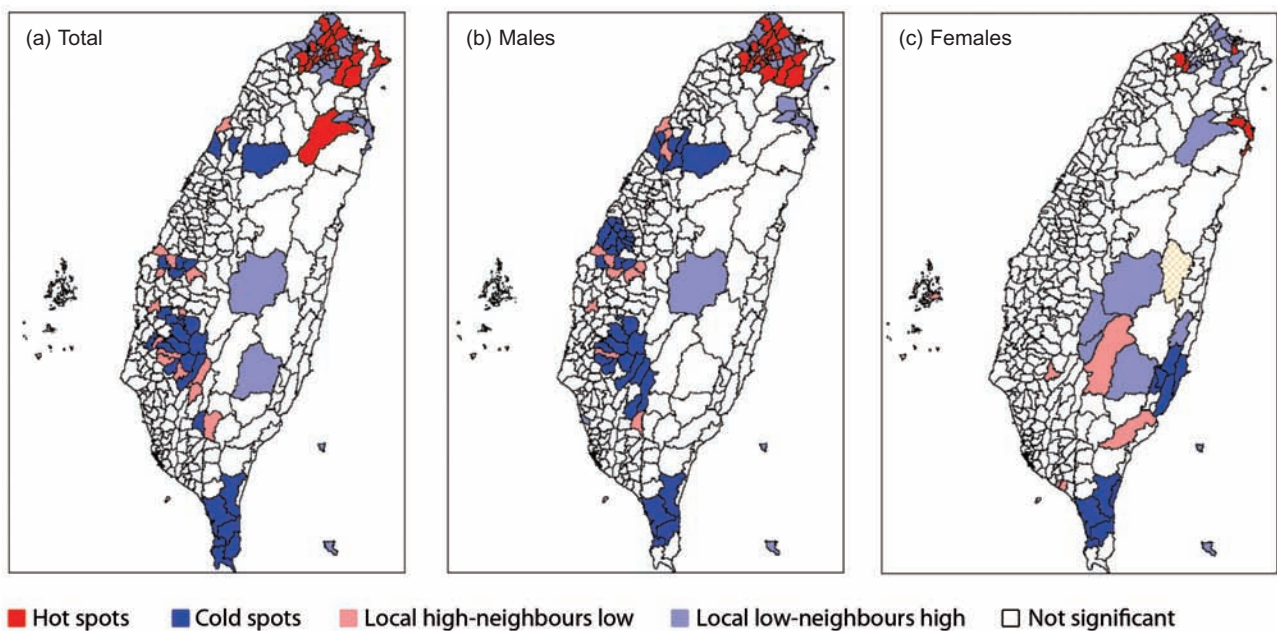 (a) Total
(b) Males
(c) Females
Hot spots
Cold spots
Local high-neighbours low
Local low-neighbours high
Not significant